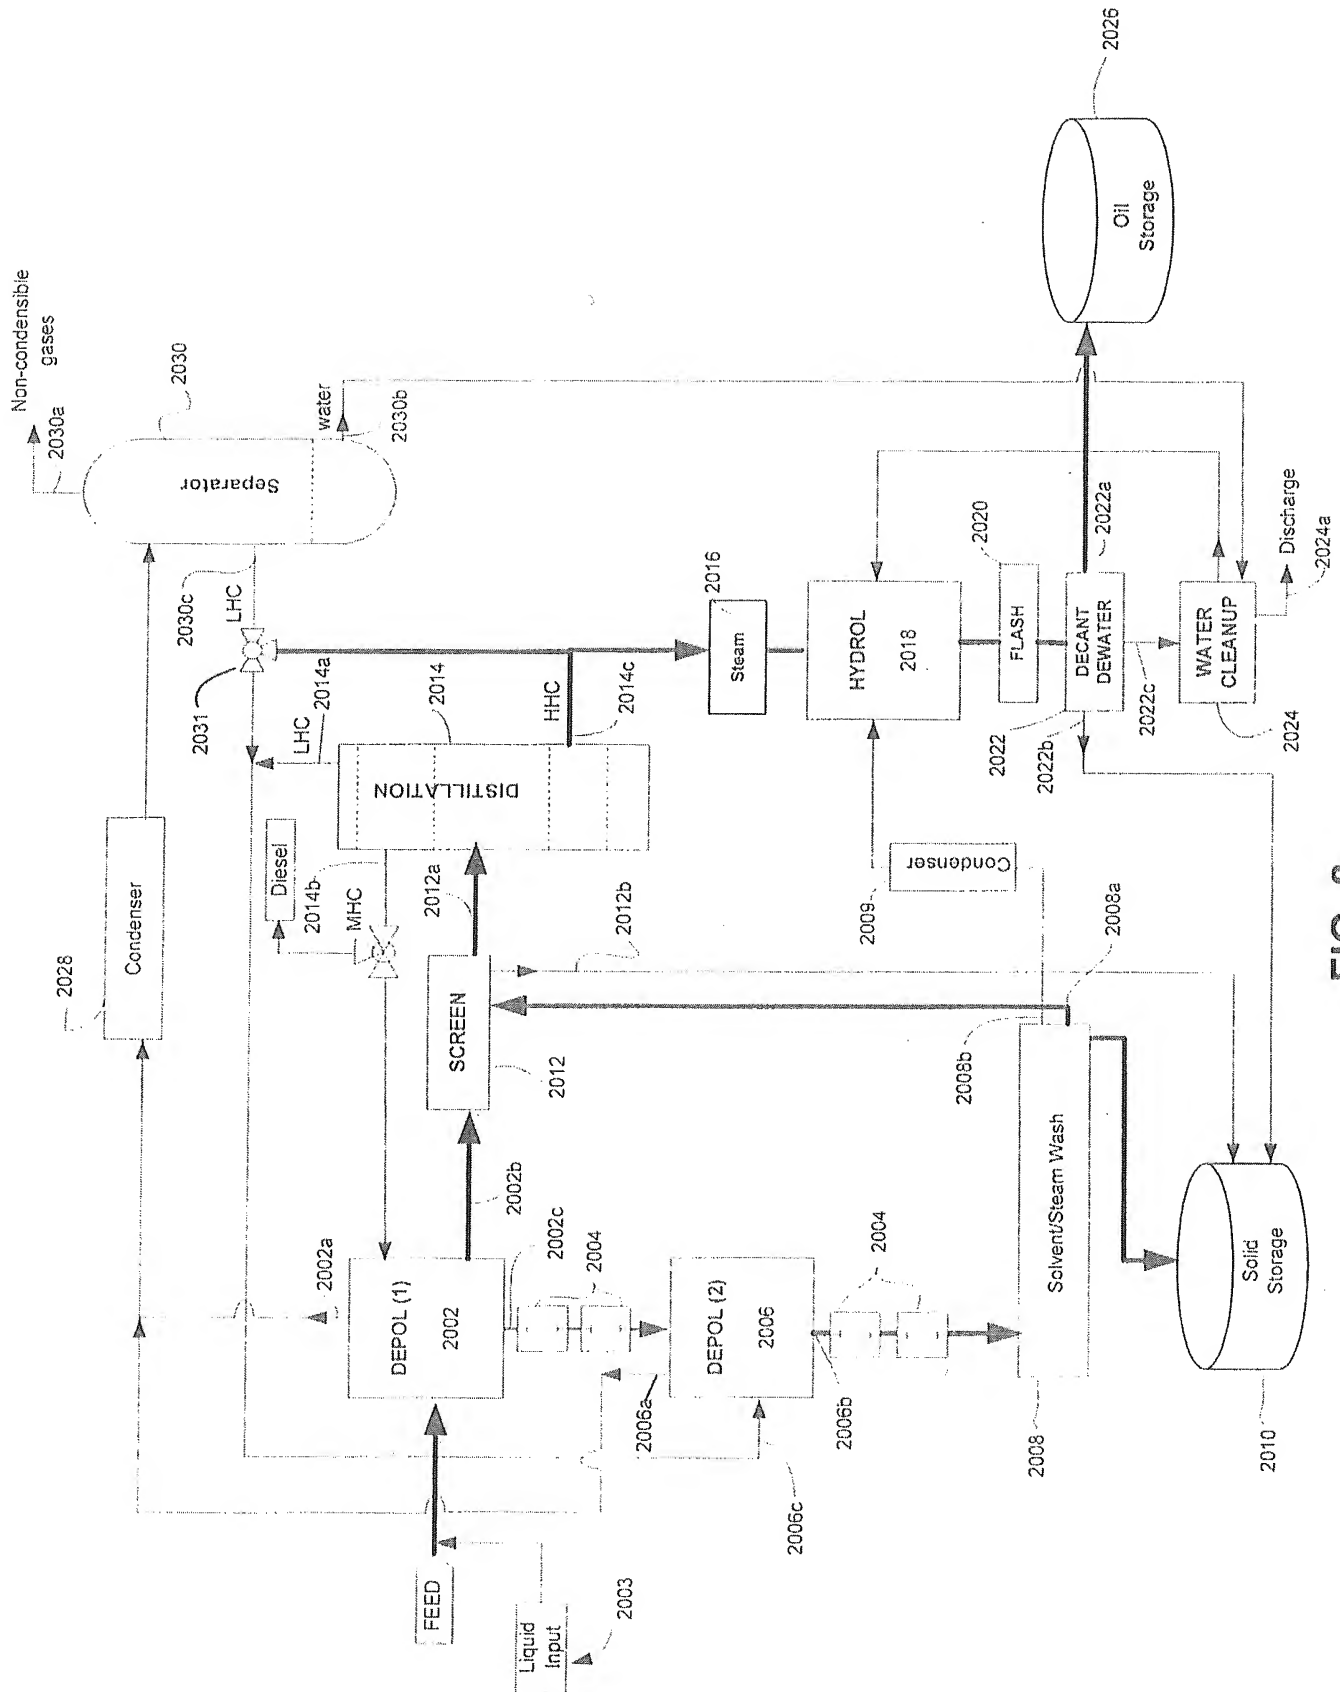 Non-condensible
gases
2030a
2030
Separator
water
2030b
2030c
LHC
2031
2028
Condenser
2014a
LHC
2014
DISTILLATION
HHC
2014c
Diesel
2014b
MHC
2012a
SCREEN
2012
2012b
2002a
2002b
DEPOL (1)
2002
2002c
2004
FEED
Liquid
Input
2003
DEPOL (2)
2006
2006a
2006b
2006c
2004
Solvent/Steam Wash
2008
2008a
2008b
2009
Condenser
Solid
Storage
2010
Steam
2016
HYDROL
2018
FLASH
2020
DECANT
DEWATER
2022
2022a
2022b
2022c
WATER
CLEANUP
2024
Discharge
2024a
Oil
Storage
2026